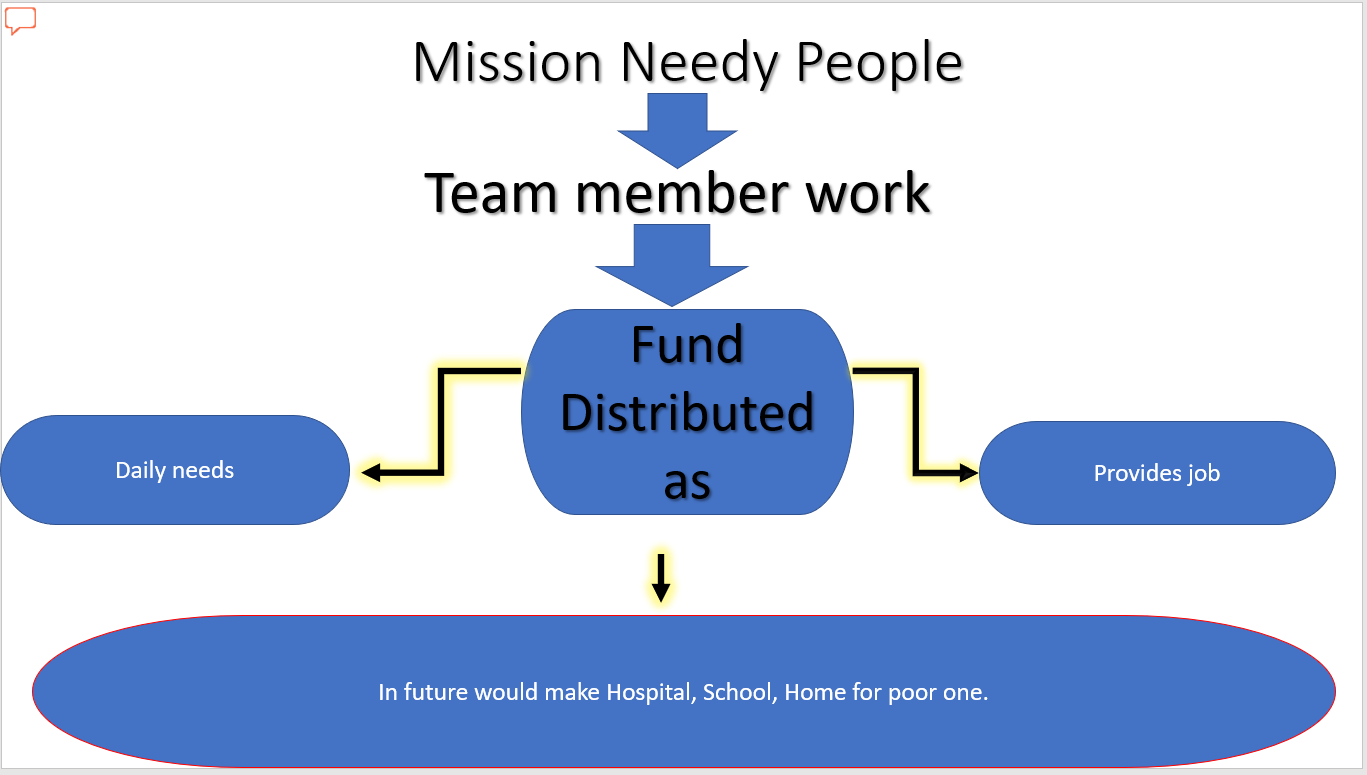 Mission Needy People
Team member work
Fund
Distributed
as
Daily needs
Provides job
In future would make Hospital, School, Home for poor one.